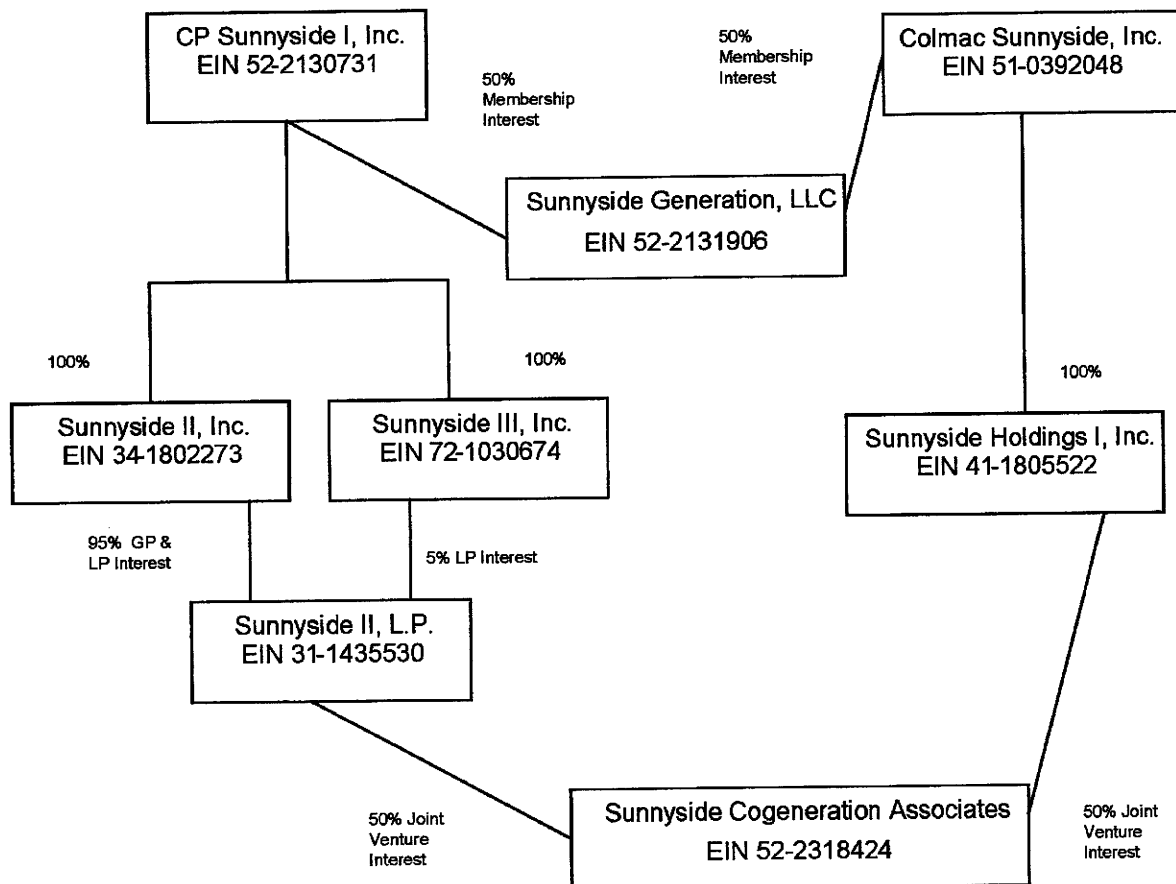 CP Sunnyside I, Inc.
EIN 52-2130731
50%
Membership
Interest
50%
Membership
Interest
Colmac Sunnyside, Inc.
EIN 51-0392048
Sunnyside Generation, LLC
EIN 52-2131906
100%
100%
100%
Sunnyside II, Inc.
EIN 34-1802273
Sunnyside III, Inc.
EIN 72-1030674
Sunnyside Holdings I, Inc.
EIN 41-1805522
95% GP &
LP Interest
5% LP Interest
Sunnyside II, L.P.
EIN 31-1435530
50% Joint
Venture
Interest
Sunnyside Cogeneration Associates
EIN 52-2318424
50% Joint
Venture
Interest